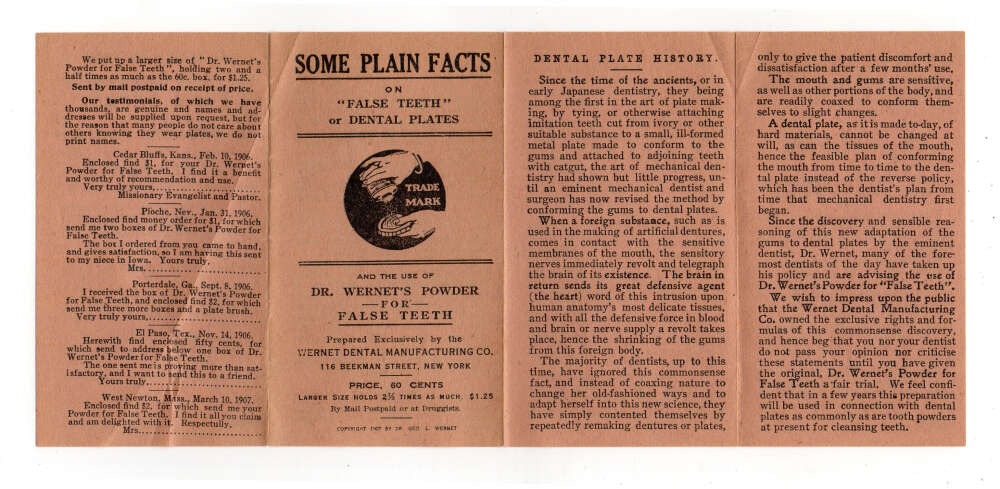 We put up a larger size of "Dr. Wernet's
Powder for False Teeth", holding two and a
half times as much as the 60c. box, for $1.25.
Sent by mail postpaid on receipt of price.
Our testimonials, of which we have
thousands, are genuine and names and ad-
dresses will be supplied upon request, but for
the reason that many people do not care about
others knowing they wear plates, we do not
print names.
Cedar Bluffs, Kans., Feb. 10, 1906.
Enclosed find $1, for your Dr. Wernet's
Powder for False Teeth. I find it a benefit
and worthy of recommendation and use.
Very truly yours,
Missionary Evangelist and Pastor.
Pioche, Nev., Jan. 31, 1906.
Enclosed find money order for $1, for which
send me two boxes of Dr. Wernet's Powder for
False Teeth.
The box I ordered from you came to hand,
and gives satisfaction, so I am having this sent
to my niece in Iowa. Yours truly,
Mrs.
Porterdale, Ga., Sept. 8, 1906.
I received the box of Dr. Wernet's Powder
for False Teeth, and enclosed find $2, for which
send me three more boxes and a plate brush.
Very truly yours,
El Paso, Tex., Nov. 14, 1906.
Herewith find enclosed fifty cents, for
which send to address below one box of Dr.
Wernet's Powder for False Teeth.
The one sent me is proving more than sat-
isfactory, and I want to send this to a friend.
Yours truly
West Newton, Mass., March 10, 1907.
Enclosed find $2, for which send me your
Powder for False Teeth. I find it all you claim
and am delighted with it. Respectfully,
Mrs.
SOME PLAIN FACTS
ON
"FALSE TEETH"
or DENTAL PLATES
TRADE
MARK
AND THE USE OF
DR. WERNET'S POWDER
—FOR—
FALSE TEETH
Prepared Exclusively by the
WERNET DENTAL MANUFACTURING CO.
116 BEEKMAN STREET, NEW YORK
PRICE, 60 CENTS
LARGER SIZE HOLDS 2½ TIMES AS MUCH, $1.25
By Mail Postpaid or at Druggists.
COPYRIGHT 1907 BY DR. GEO. L. WERNET
DENTAL PLATE HISTORY.
Since the time of the ancients, or in
early Japanese dentistry, they being
among the first in the art of plate mak-
ing, by tying, or otherwise attaching
imitation teeth cut from ivory or other
suitable substance to a small, ill-formed
metal plate made to conform to the
gums and attached to adjoining teeth
with catgut, the art of mechanical den-
tistry had shown but little progress, un-
til an eminent mechanical dentist and
surgeon has now revised the method by
conforming the gums to dental plates.
When a foreign substance, such as is
used in the making of artificial dentures,
comes in contact with the sensitive
membrames of the mouth, the sensitory
nerves immediately revolt and telegraph
the brain of its existence. The brain in
return sends its great defensive agent
(the heart) word of this intrusion upon
human anatomy's most delicate tissues,
and with all the defensive force in blood
and brain or nerve supply a revolt takes
place, hence the shrinking of the gums
from this foreign body.
The majority of dentists, up to this
time, have ignored this commonsense
fact, and instead of coaxing nature to
change her old-fashioned ways and to
adapt herself into this new science, they
have simply contented themselves by
repeatedly remaking dentures or plates,
only to give the patient discomfort and
dissatisfaction after a few months' use,
The mouth and gums are sensitive,
as well as other portions of the body, and
are readily coaxed to conform them-
selves to slight changes.
A dental plate, as it is made to-day, of
hard materials, cannot be changed at
will, as can the tissues of the mouth,
hence the feasible plan of conforming
the mouth from time to time to the den-
tal plate instead of the reverse policy,
which has been the dentist's plan from
time that mechanical dentistry first
began.
Since the discovery and sensible rea-
soning of this new adaptation of the
gums to dental plates by the eminent
dentist, Dr. Wernet, many of the fore-
most dentists of the day have taken up
his policy and are advising the use of
Dr. Wernet's Powder for "False Teeth".
We wish to impress upon the public
that the Wernet Dental Manufacturing
Co. owned the exclusive rights and for-
mulas of this commonsense discovery,
and hence beg that you nor your dentist
do not pass your opinion nor criticise
these statements until you have given
the original, Dr. Wernet's Powder for
False Teeth a fair trial. We feel confi-
dent that in a few years this preparation
will be used in connection with dental
plates as commonly as are tooth powders
at present for cleansing teeth.